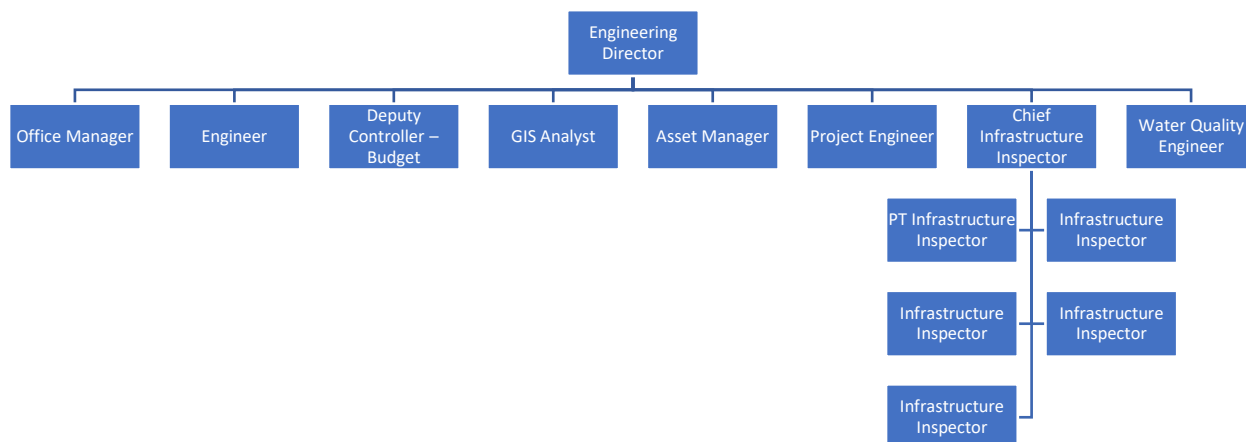 Engineering
Director
Office Manager
Engineer
Deputy
Controller –
Budget
GIS Analyst
Asset Manager
Project Engineer
Chief
Infrastructure
Inspector
Water Quality
Engineer
PT Infrastructure
Inspector
Infrastructure
Inspector
Infrastructure
Inspector
Infrastructure
Inspector
Infrastructure
Inspector